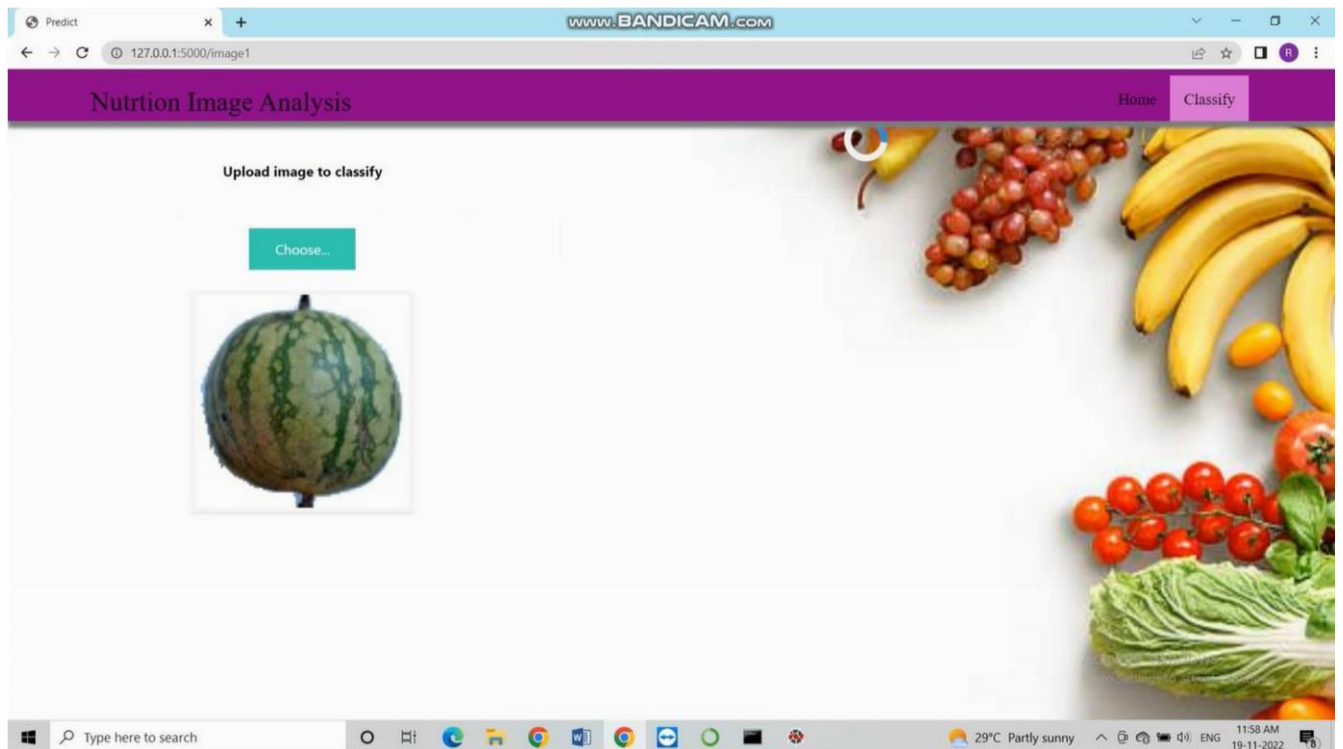 Predict
www.BANDICAM.com
127.0.0.1:5000/image1
R
Nutrtion Image Analysis
Home
Classify
Upload image to classify
Choose...
Type here to search
29°C Partly sunny
ENG
11:58 AM
19-11-2022
8